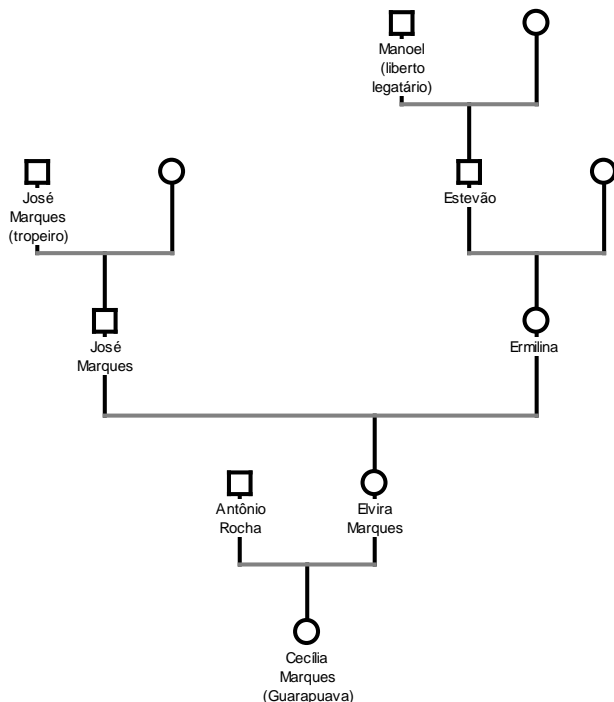 Manoel
(liberto
legatário)
José
Marques
(tropeiro)
Estevão
José
Marques
Ermilina
Antônio
Rocha
Elvira
Marques
Cecília
Marques
(Guarapuava)